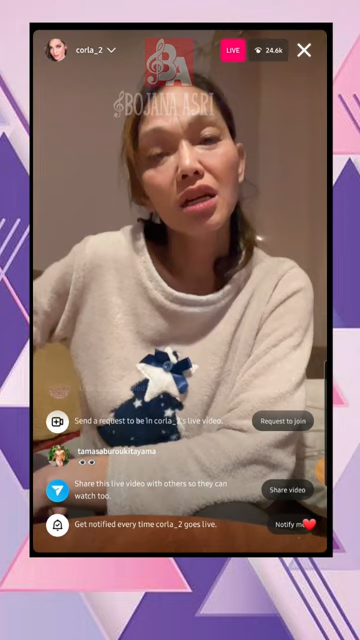 corla_2
LIVE
24.6k
BA
BOJANA ASRI
Send a request to be in corla_2's live video.
Request to join
tamasaburoukitayama
Share this live video with others so they can
watch too.
Share video
Get notified every time corla_2 goes live.
Notify m